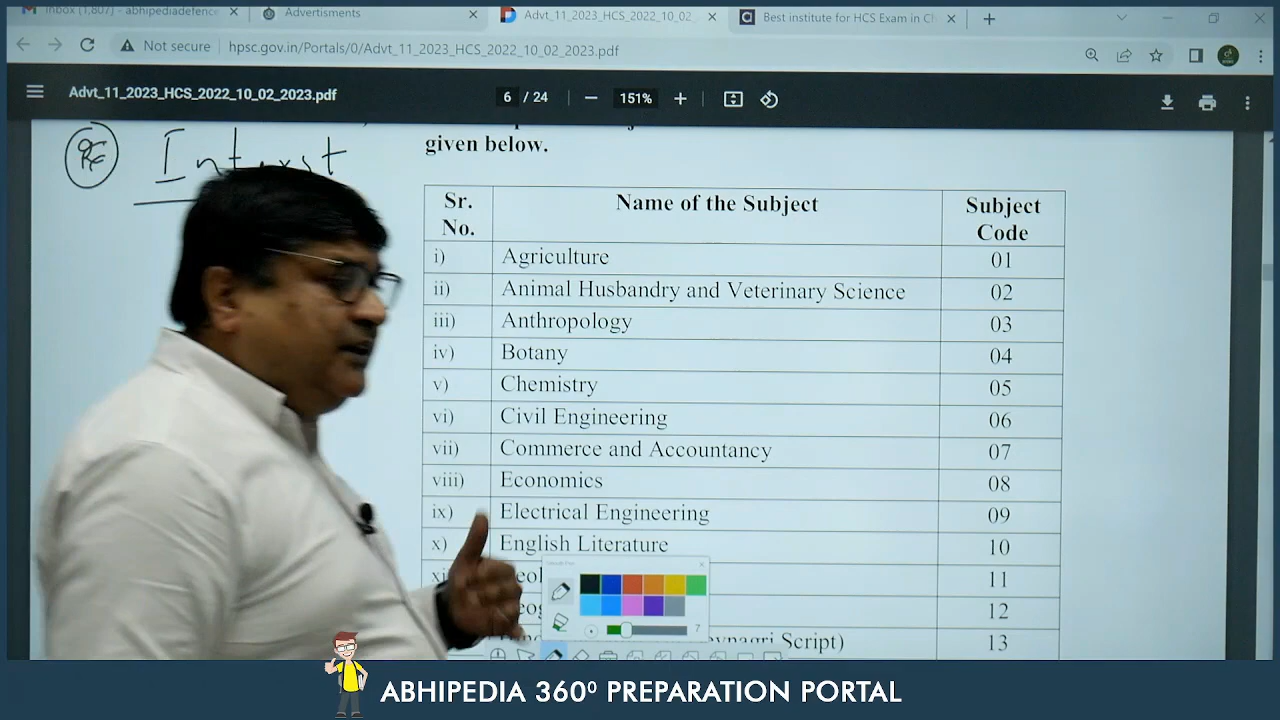 Inbox (1,807) - abhipediadefence
Advertisments
Advt_11_2023_HCS_2022_10_02
Best institute for HCS Exam in C
Not secure
hpsc.gov.in/Portals/0/Advt_11_2023_HCS_2022_10_02_2023.pdf
Advt_11_2023_HCS_2022_10_02_2023.pdf
6 / 24
151%
given below.
Sr. No. Name of the Subject Subject Code
i) Agriculture 01
ii) Animal Husbandry and Veterinary Science 02
iii) Anthropology 03
iv) Botany 04
v) Chemistry 05
vi) Civil Engineering 06
vii) Commerce and Accountancy 07
viii) Economics 08
ix) Electrical Engineering 09
x) English Literature 10
11
12
Script) 13
7
ABHIPEDIA 360⁰ PREPARATION PORTAL